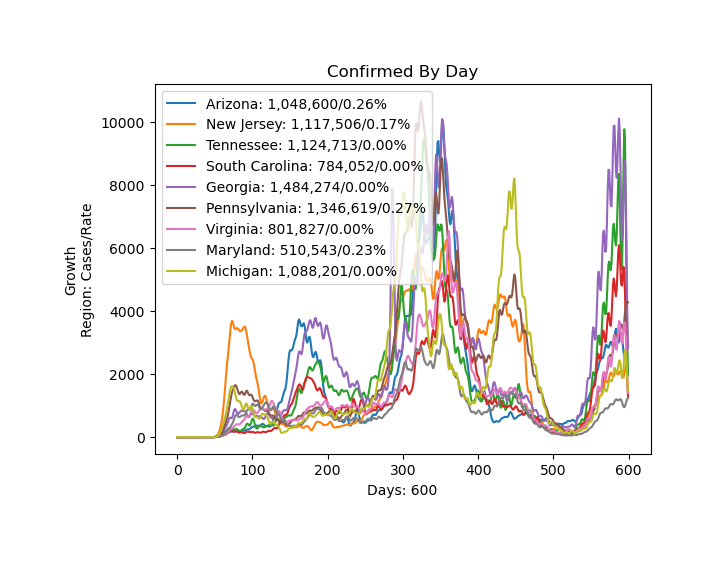 Confirmed By Day
Growth
Region: Cases/Rate
10000
8000
6000
4000
2000
0
Arizona: 1,048,600/0.26%
New Jersey: 1,117,506/0.17%
Tennessee: 1,124,713/0.00%
South Carolina: 784,052/0.00%
Georgia: 1,484,274/0.00%
Pennsylvania: 1,346,619/0.27%
Virginia: 801,827/0.00%
Maryland: 510,543/0.23%
Michigan: 1,088,201/0.00%
0 100 200 300 400 500 600
Days: 600